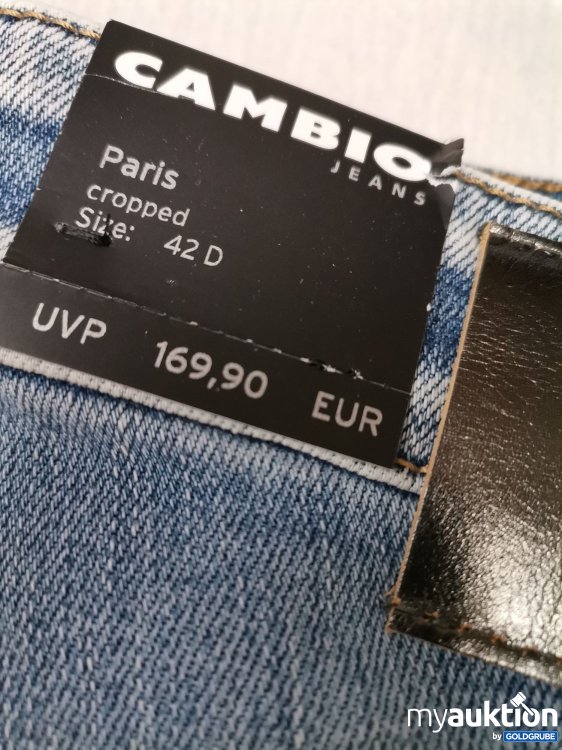 CAMBIO
JEANS
Paris
cropped
Size: 42 D
UVP 169,90 EUR
myauktion
by GOLDGRUBE